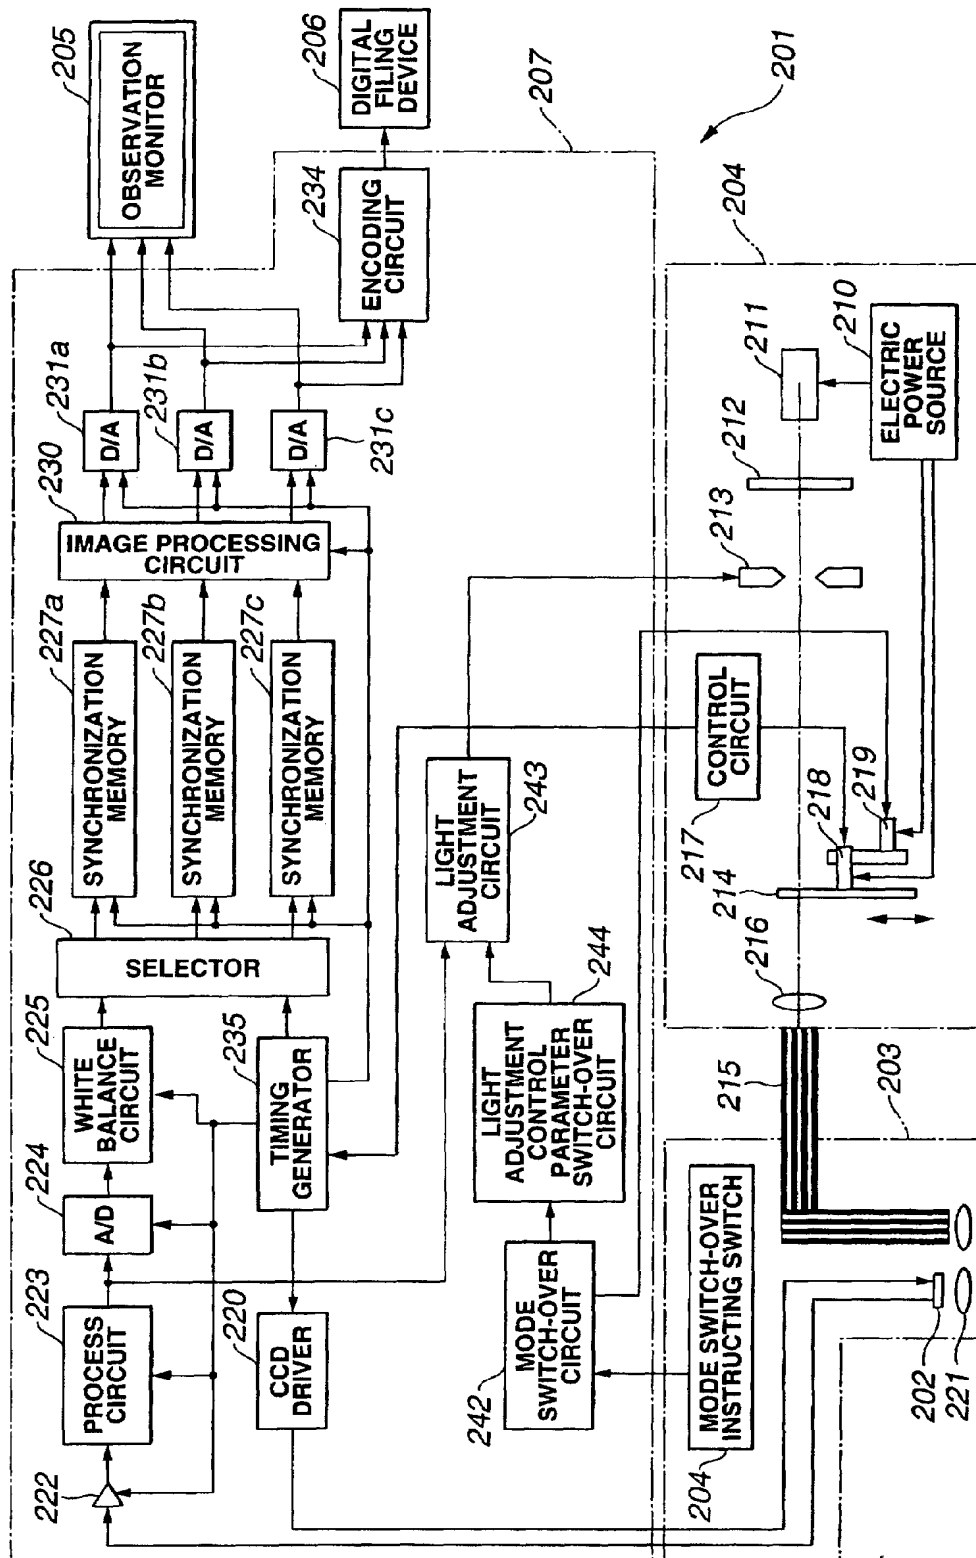 205
OBSERVATION
MONITOR
206
DIGITAL
FILING
DEVICE
207
201
234
ENCODING
CIRCUIT
231a
D/A
231b
D/A
231c
D/A
230
IMAGE PROCESSING
CIRCUIT
227a
SYNCHRONIZATION
MEMORY
227b
SYNCHRONIZATION
MEMORY
227c
SYNCHRONIZATION
MEMORY
226
SELECTOR
225
WHITE
BALANCE
CIRCUIT
224
A/D
223
PROCESS
CIRCUIT
222
235
TIMING
GENERATOR
220
CCD
DRIVER
243
LIGHT
ADJUSTMENT
CIRCUIT
244
LIGHT
ADJUSTMENT
CONTROL
PARAMETER
SWITCH-OVER
CIRCUIT
242
MODE
SWITCH-OVER
CIRCUIT
204
211
210
ELECTRIC
POWER
SOURCE
212
213
217
CONTROL
CIRCUIT
218
219
214
216
215
203
204
MODE SWITCH-OVER
INSTRUCTING SWITCH
202
221